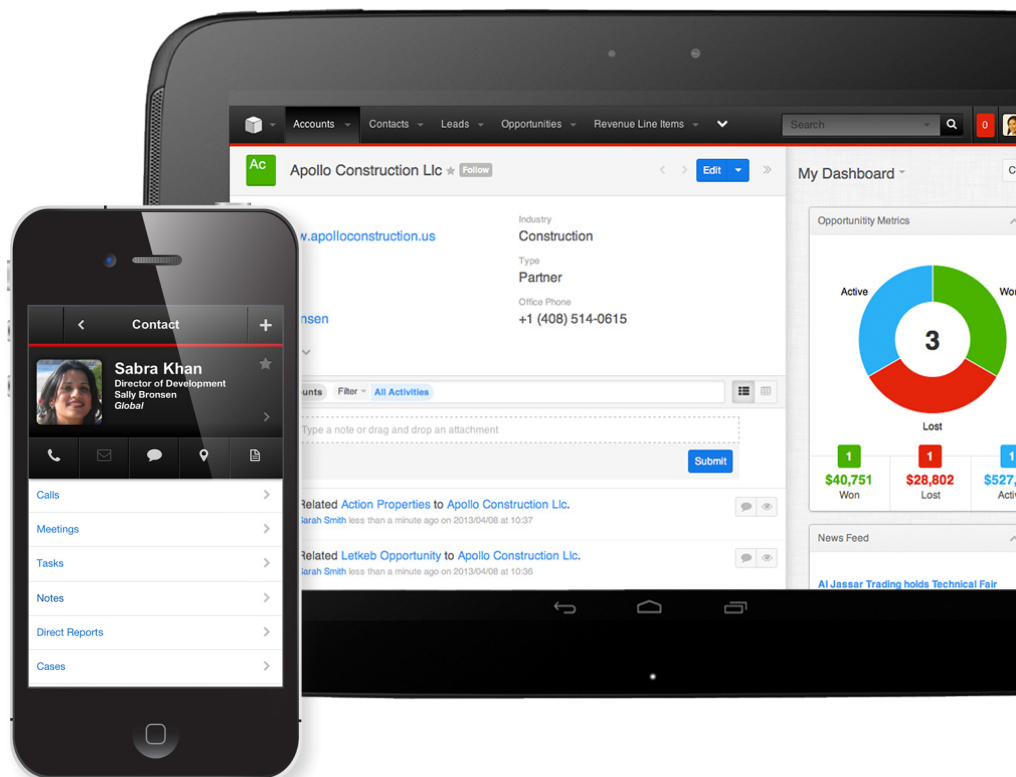 Accounts
Contacts
Leads
Opportunities
Revenue Line Items
Search
0
Ac
Apollo Construction Llc
Follow
Edit
My Dashboard
w.apolloconstruction.us
Industry
Construction
Type
Partner
Office Phone
+1 (408) 514-0615
Filter
All Activities
Type a note or drag and drop an attachment
Submit
Related Action Properties to Apollo Construction Llc.
Sarah Smith less than a minute ago on 2013/04/08 at 10:37
Related Letkeb Opportunity to Apollo Construction Llc.
Sarah Smith less than a minute ago on 2013/04/08 at 10:36
Opportunitiy Metrics
Active
3
Lost
1
$40,751
Won
1
$28,802
Lost
1
$527,
News Feed
Al Jassar Trading holds Technical Fair
Contact
Sabra Khan
Director of Development
Sally Bronsen
Global
Calls
Meetings
Tasks
Notes
Direct Reports
Cases